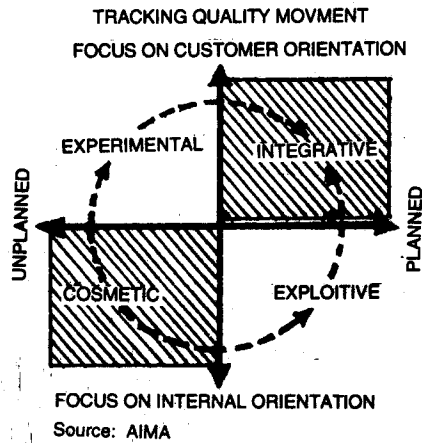 TRACKING QUALITY MOVMENT
FOCUS ON CUSTOMER ORIENTATION
EXPERIMENTAL
INTEGRATIVE
UNPLANNED
PLANNED
COSMETIC
EXPLOITIVE
FOCUS ON INTERNAL ORIENTATION
Source: AIMA